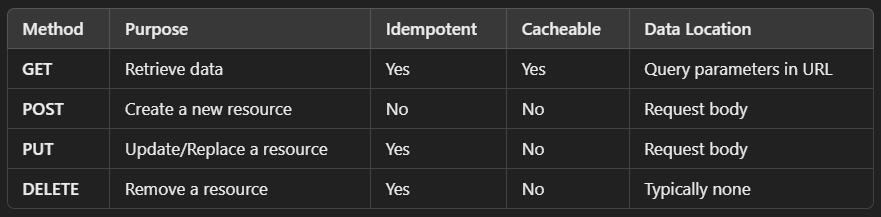 Method Purpose Idempotent Cacheable Data Location
GET Retrieve data Yes Yes Query parameters in URL
POST Create a new resource No No Request body
PUT Update/Replace a resource Yes No Request body
DELETE Remove a resource Yes No Typically none